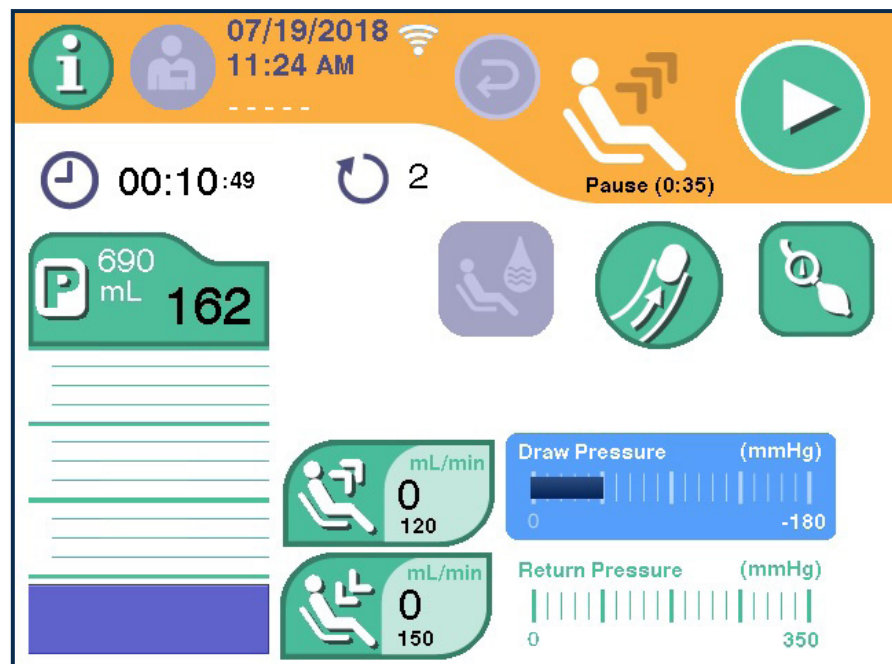 07/19/2018
11:24 AM
- - - - -
00:10:49
2
Pause (0:35)
P
690
mL
162
mL/min
0
120
Draw Pressure (mmHg)
0 -180
mL/min
0
150
Return Pressure (mmHg)
0 350